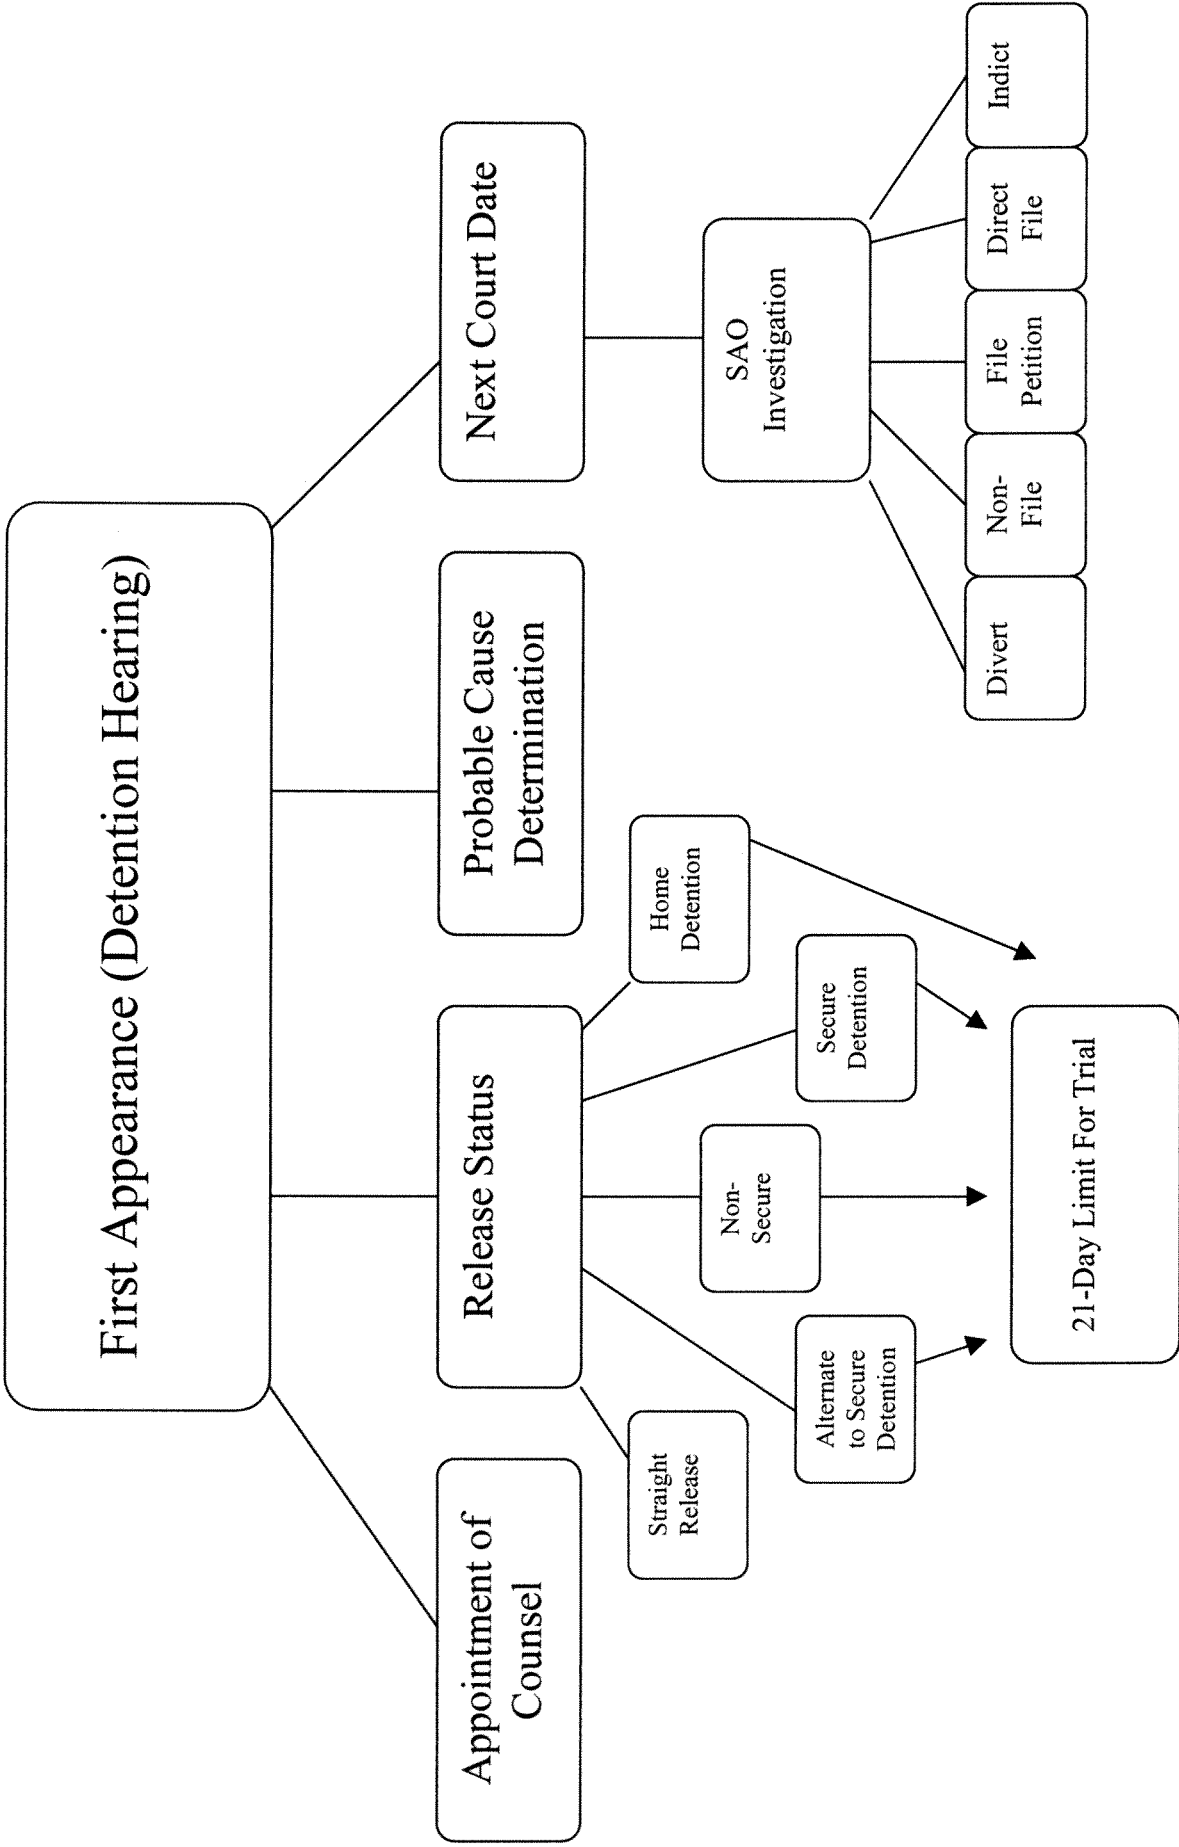 First Appearance (Detention Hearing)
Appointment of
Counsel
Release Status
Probable Cause
Determination
Next Court Date
Straight
Release
Alternate
to Secure
Detention
Non-
Secure
Secure
Detention
Home
Detention
21-Day Limit For Trial
SAO
Investigation
Divert
Non-
File
File
Petition
Direct
File
Indict